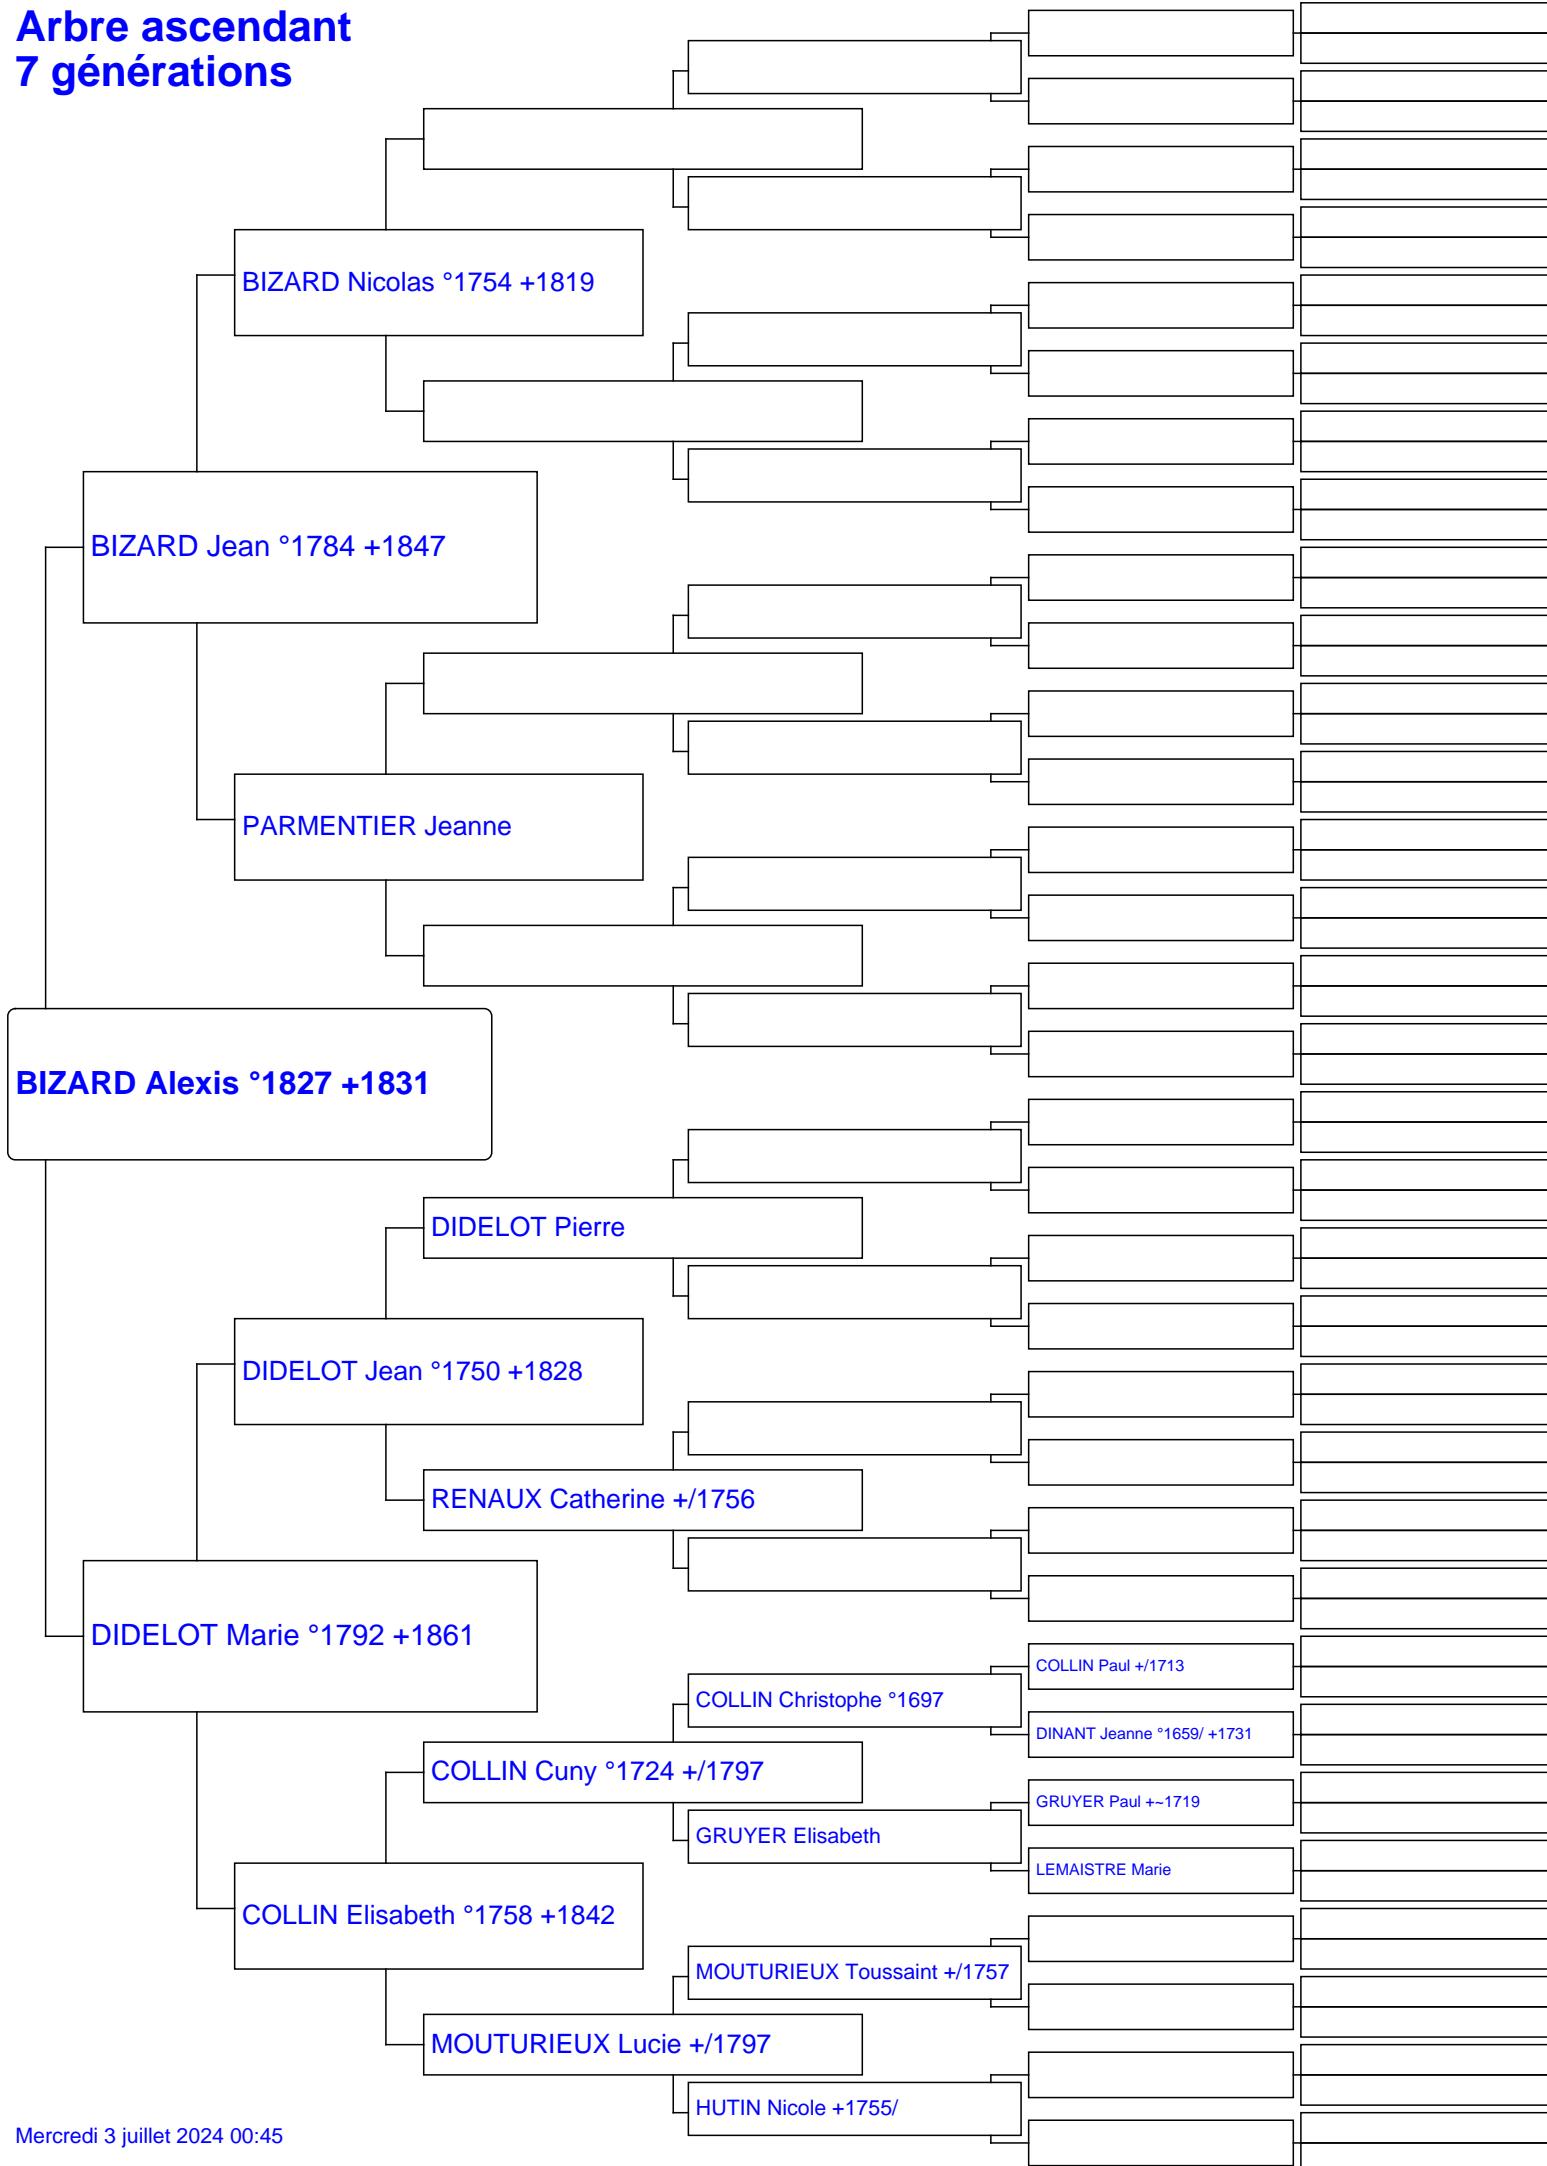 Arbre ascendant
7 générations
BIZARD Nicolas °1754 +1819
BIZARD Jean °1784 +1847
PARMENTIER Jeanne
BIZARD Alexis °1827 +1831
DIDELOT Pierre
DIDELOT Jean °1750 +1828
RENAUX Catherine +/1756
DIDELOT Marie °1792 +1861
COLLIN Paul +/1713
COLLIN Christophe °1697
DINANT Jeanne °1659/ +1731
COLLIN Cuny °1724 +/1797
GRUYER Paul +~1719
GRUYER Elisabeth
LEMAISTRE Marie
COLLIN Elisabeth °1758 +1842
MOUTURIEUX Toussaint +/1757
MOUTURIEUX Lucie +/1797
HUTIN Nicole +1755/
Mercredi 3 juillet 2024 00:45